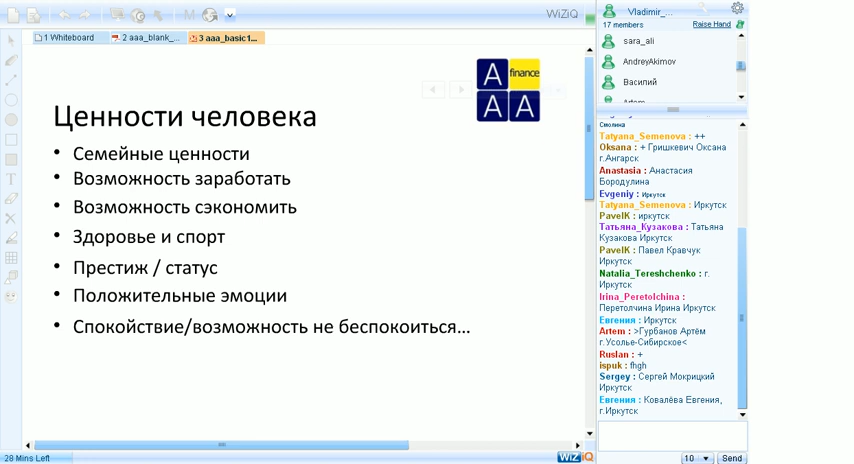 WiZiQ
Vladimir_...
17 members
Raise Hand
1 Whiteboard
2 aaa_blank_...
3 aaa_basic1...
sara_ali
AndreyAkimov
Василий
A finance
A A
Ценности человека
• Семейные ценности
• Возможность заработать
• Возможность сэкономить
• Здоровье и спорт
• Престиж / статус
• Положительные эмоции
• Спокойствие/возможность не беспокоиться...
Смолина
Tatyana_Semenova : ++
Oksana : + Гришкевич Оксана
г.Ангарск
Anastasia : Анастасия
Бородулина
Evgeniy : Иркутск
Tatyana_Semenova : Иркутск
PavelK : иркутск
Татьяна_Кузакова : Татьяна
Кузакова Иркутск
PavelK : Павел Кравчук
Иркутск
Natalia_Tereshchenko : г.
Иркутск
Irina_Peretolchina :
Перетолчина Ирина Иркутск
Евгения : Иркутск
Artem : >Гурбанов Артём
г.Усолье-Сибирское<
Ruslan : +
ispuk : fhgh
Sergey : Сергей Мокрицкий
Иркутск
Евгения : Ковалёва Евгения,
г.Иркутск
28 Mins Left
WiZiQ
10
Send